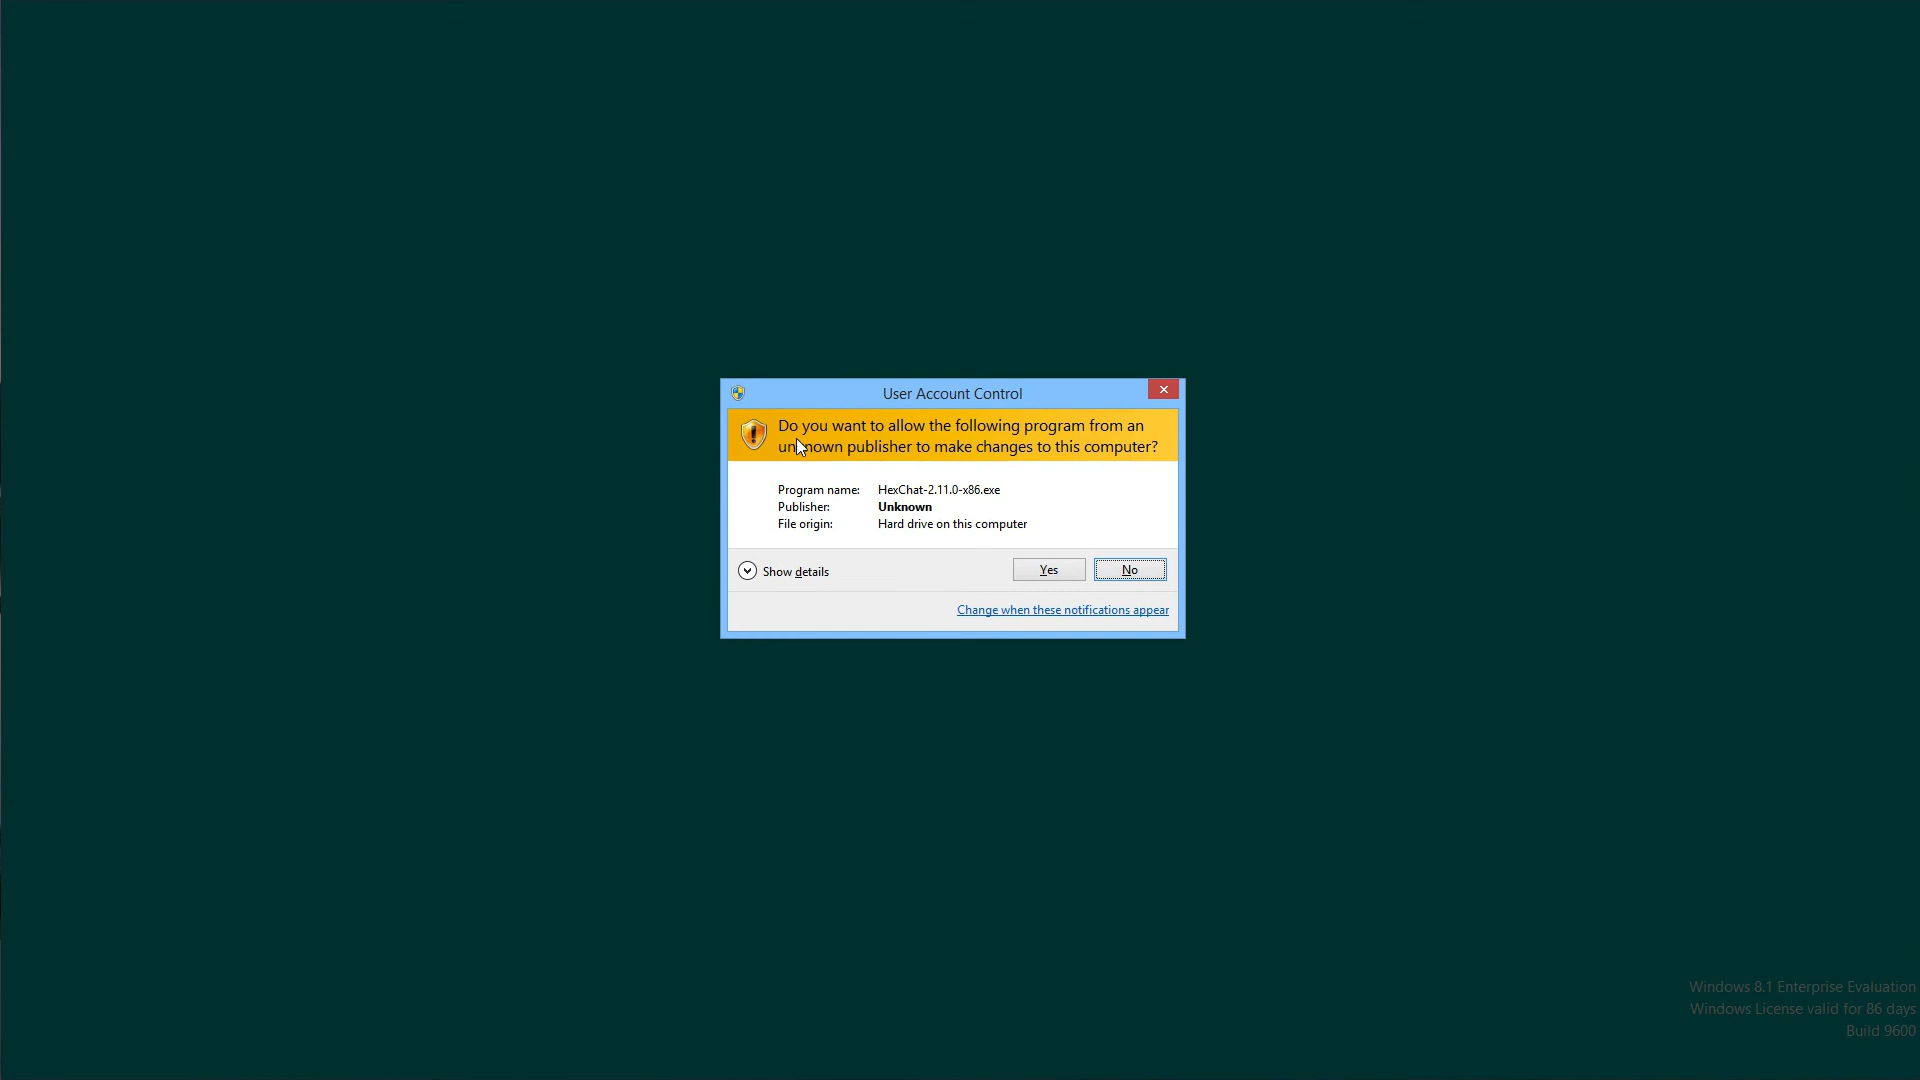 User Account Control
Do you want to allow the following program from an
unknown publisher to make changes to this computer?
Program name: HexChat-2.11.0-x86.exe
Publisher: Unknown
File origin: Hard drive on this computer
Show details
Yes
No
Change when these notifications appear
Windows 8.1 Enterprise Evaluation
Windows License valid for 86 days
Build 9600